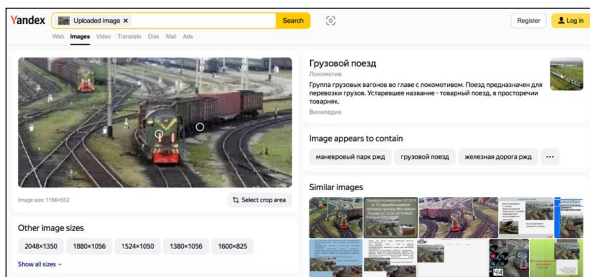 Yandex
Uploaded image ×
Search
Register
Log in
Web Images Video Translate Disk Mail Ads
Image size: 1166×552
Select crop area
Other image sizes
2048×1350 1880×1056 1524×1050 1380×1056 1600×825
Show all sizes
Грузовой поезд
Локомотив
Группа грузовых вагонов во главе с локомотивом. Поезд предназначен для
перевозки грузов. Устаревшее название - товарный поезд, в просторечии
товарняк.
Википедия
Image appears to contain
маневровый парк ржд грузовой поезд железная дорога ржд ...
Similar images